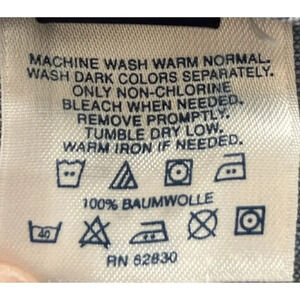 MACHINE WASH WARM NORMAL.
WASH DARK COLORS SEPARATELY.
ONLY NON-CHLORINE
BLEACH WHEN NEEDED.
REMOVE PROMPTLY.
TUMBLE DRY LOW.
WARM IRON IF NEEDED.
100% BAUMWOLLE
40
RN 62830